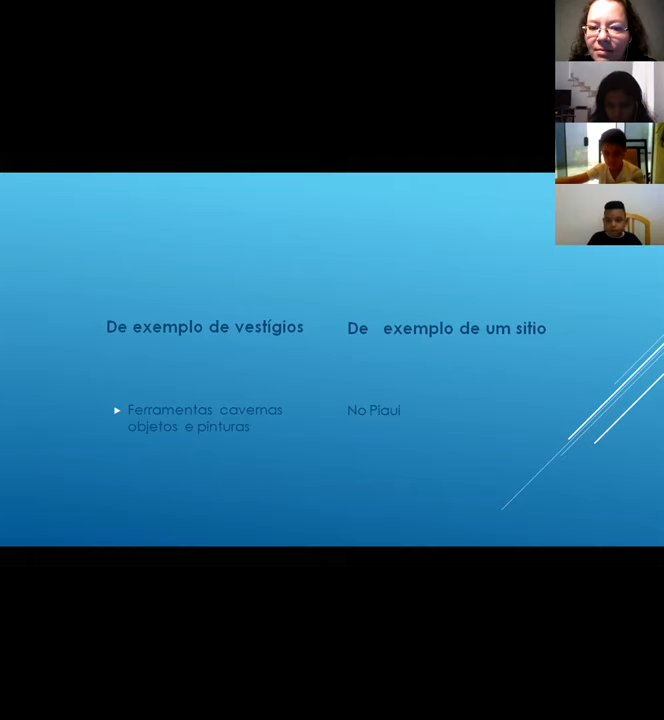 De exemplo de vestígios
De exemplo de um sitio
Ferramentas cavernas
objetos e pinturas
No Piaui